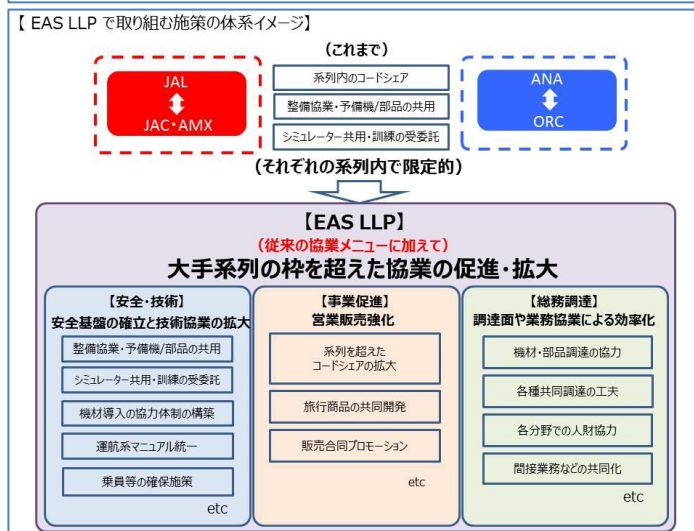 【 EAS LLP で取り組む施策の体系イメージ】
(これまで)
JAL
JAC・AMX
系列内のコードシェア
整備協業・予備機/部品の共用
シミュレーター共用・訓練の受委託
ANA
ORC
(それぞれの系列内で限定的)
【EAS LLP】
(従来の協業メニューに加えて)
大手系列の枠を超えた協業の促進・拡大
【安全・技術】
安全基盤の確立と技術協業の拡大
整備協業・予備機/部品の共用
シミュレーター共用・訓練の受委託
機材導入の協力体制の構築
運航系マニュアル統一
乗員等の確保施策
etc
【事業促進】
営業販売強化
系列を超えた
コードシェアの拡大
旅行商品の共同開発
販売合同プロモーション
etc
【総務調達】
調達面や業務協業による効率化
機材・部品調達の協力
各種共同調達の工夫
各分野での人財協力
間接業務などの共同化
etc